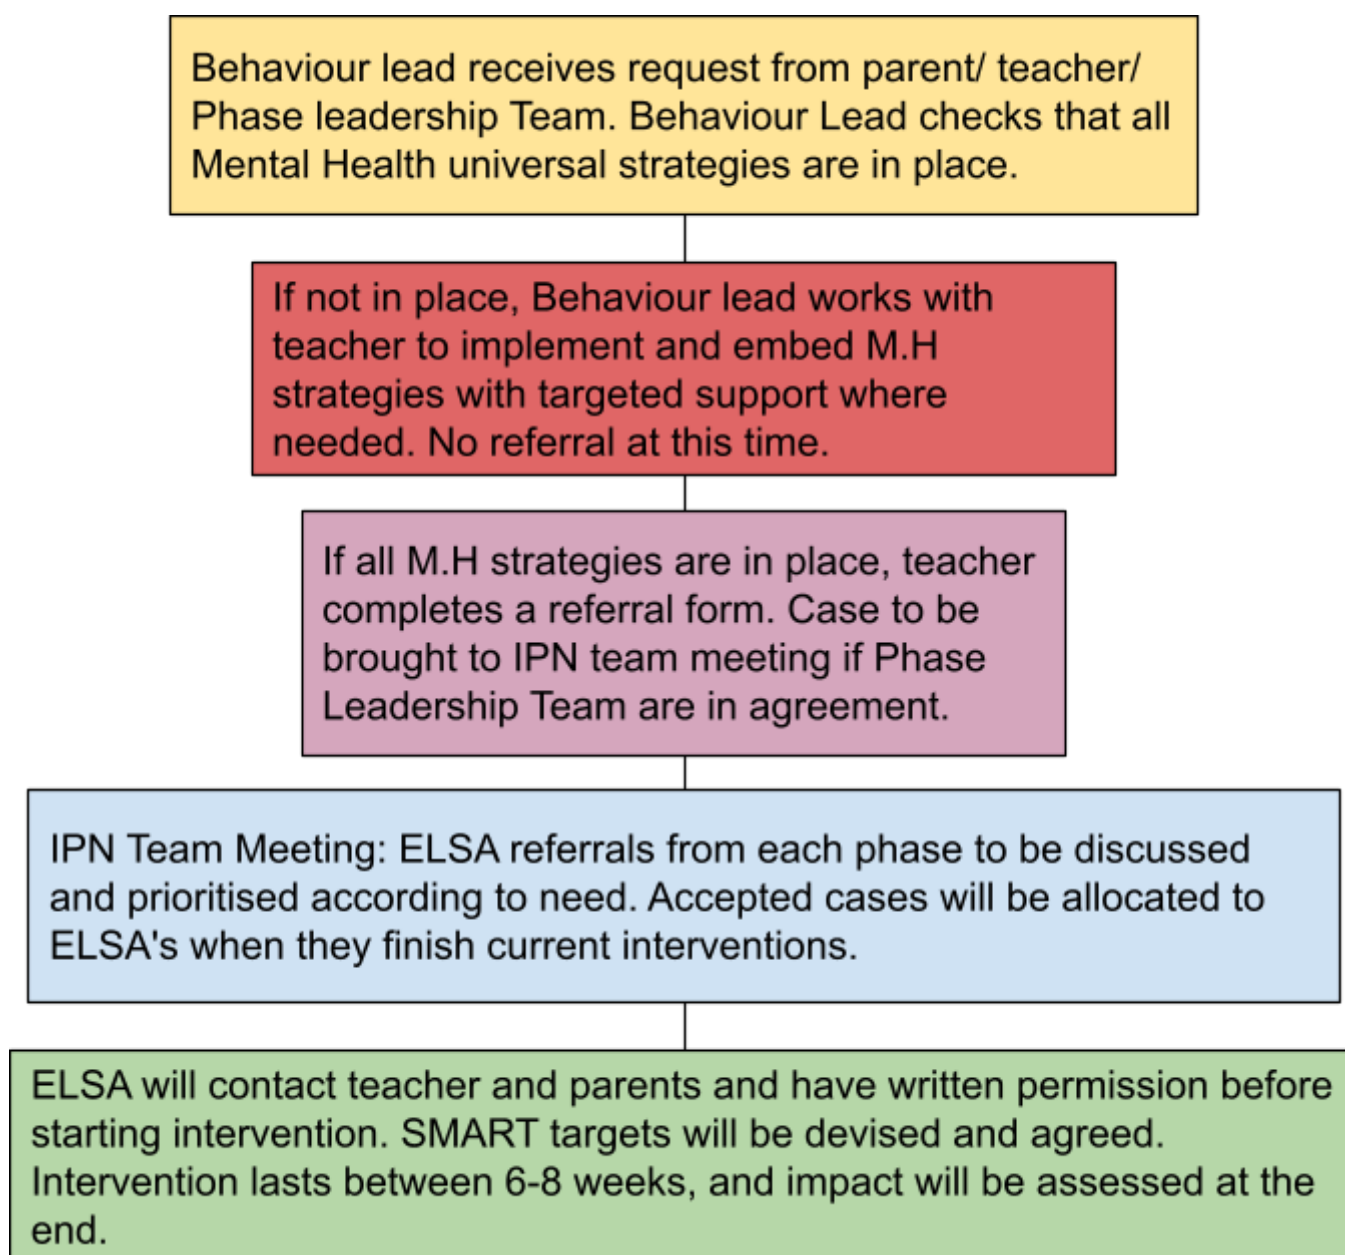 Behaviour lead receives request from parent/ teacher/
Phase leadership Team. Behaviour Lead checks that all
Mental Health universal strategies are in place.
If not in place, Behaviour lead works with
teacher to implement and embed M.H
strategies with targeted support where
needed. No referral at this time.
If all M.H strategies are in place, teacher
completes a referral form. Case to be
brought to IPN team meeting if Phase
Leadership Team are in agreement.
IPN Team Meeting: ELSA referrals from each phase to be discussed
and prioritised according to need. Accepted cases will be allocated to
ELSA's when they finish current interventions.
ELSA will contact teacher and parents and have written permission before
starting intervention. SMART targets will be devised and agreed.
Intervention lasts between 6-8 weeks, and impact will be assessed at the
end.